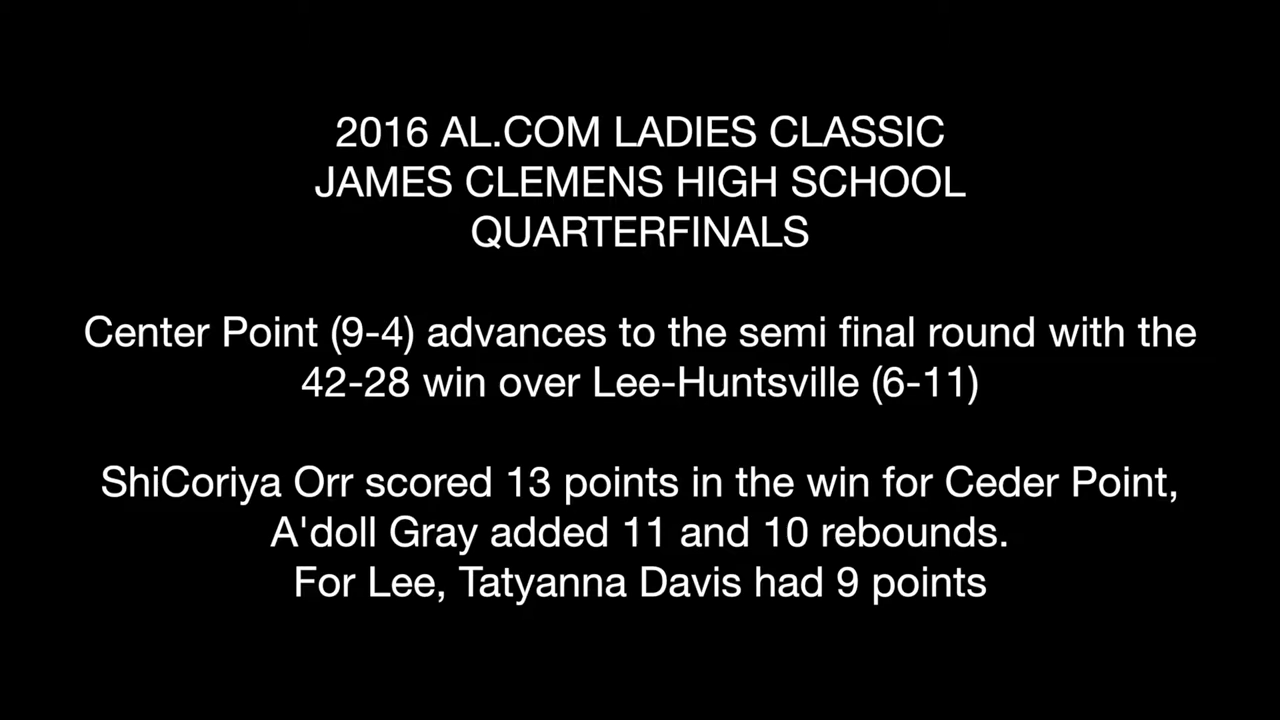 2016 AL.COM LADIES CLASSIC
JAMES CLEMENS HIGH SCHOOL
QUARTERFINALS
Center Point (9-4) advances to the semi final round with the
42-28 win over Lee-Huntsville (6-11)
ShiCoriya Orr scored 13 points in the win for Ceder Point,
A'doll Gray added 11 and 10 rebounds.
For Lee, Tatyanna Davis had 9 points